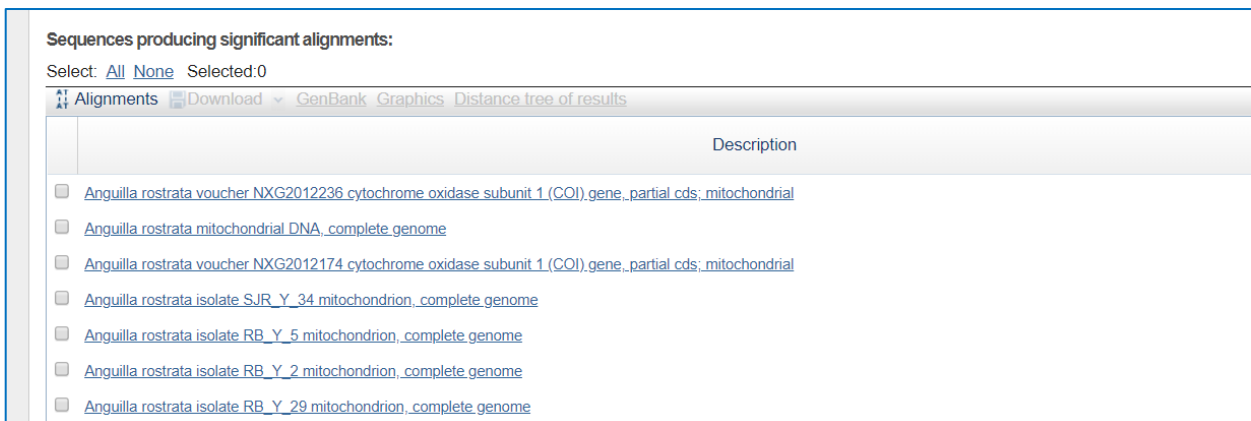 Sequences producing significant alignments:
Select: All None Selected:0
Alignments Download GenBank Graphics Distance tree of results
Description
Anguilla rostrata voucher NXG2012236 cytochrome oxidase subunit 1 (COI) gene, partial cds; mitochondrial
Anguilla rostrata mitochondrial DNA, complete genome
Anguilla rostrata voucher NXG2012174 cytochrome oxidase subunit 1 (COI) gene, partial cds; mitochondrial
Anguilla rostrata isolate SJR_Y_34 mitochondrion, complete genome
Anguilla rostrata isolate RB_Y_5 mitochondrion, complete genome
Anguilla rostrata isolate RB_Y_2 mitochondrion, complete genome
Anguilla rostrata isolate RB_Y_29 mitochondrion, complete genome